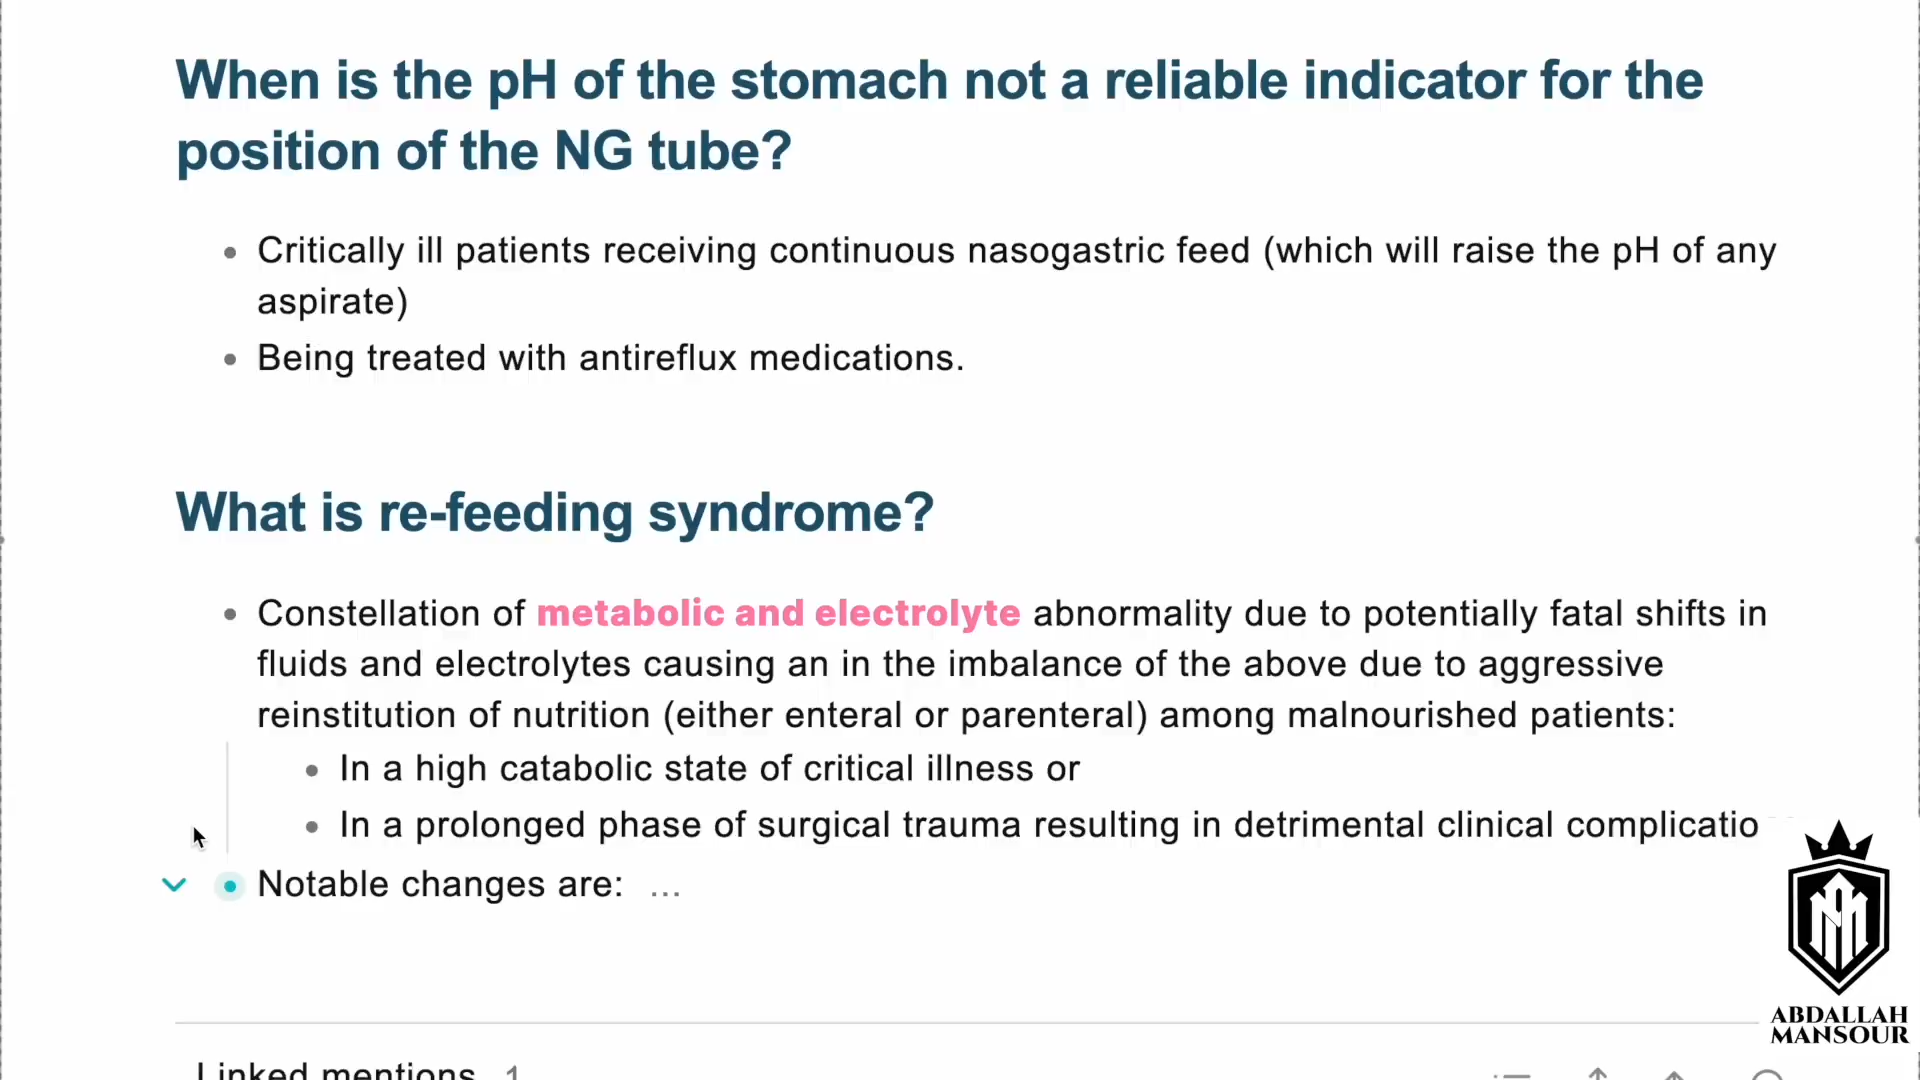 When is the pH of the stomach not a reliable indicator for the
position of the NG tube?
Critically ill patients receiving continuous nasogastric feed (which will raise the pH of any
aspirate)
Being treated with antireflux medications.
What is re-feeding syndrome?
Constellation of metabolic and electrolyte abnormality due to potentially fatal shifts in
fluids and electrolytes causing an in the imbalance of the above due to aggressive
reinstitution of nutrition (either enteral or parenteral) among malnourished patients:
In a high catabolic state of critical illness or
In a prolonged phase of surgical trauma resulting in detrimental clinical complicatio
Notable changes are: ...
ABDALLAH
MANSOUR
Linked mentions 1